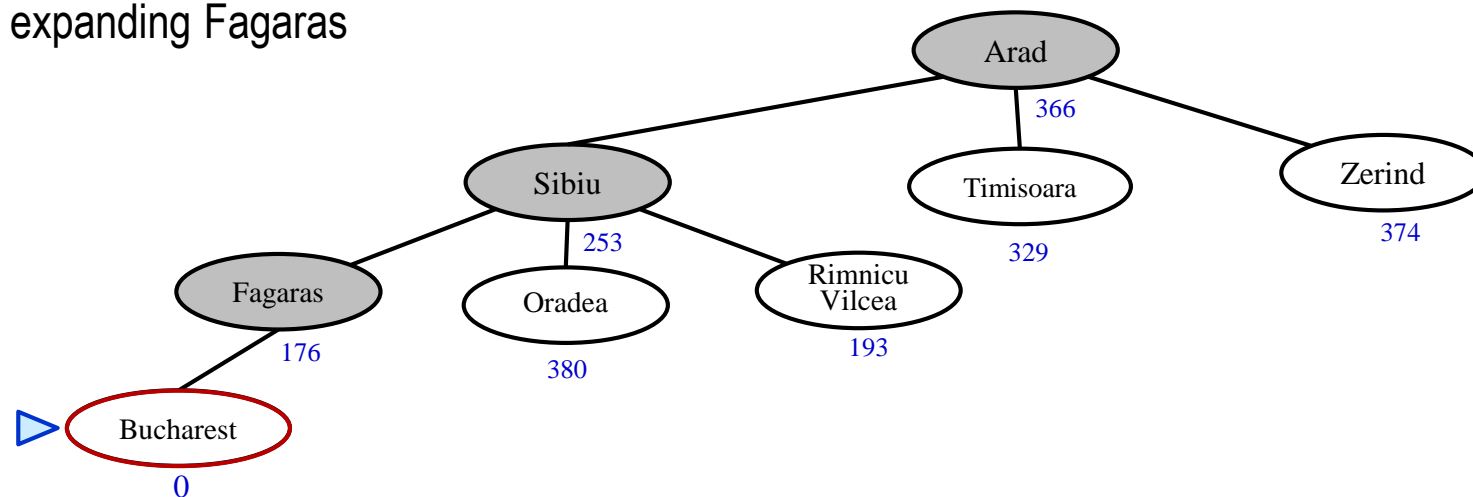 expanding Fagaras
Arad
366
Sibiu
253
Timisoara
329
Zerind
374
Fagaras
176
Oradea
380
Rimnicu
Vilcea
193
Bucharest
0